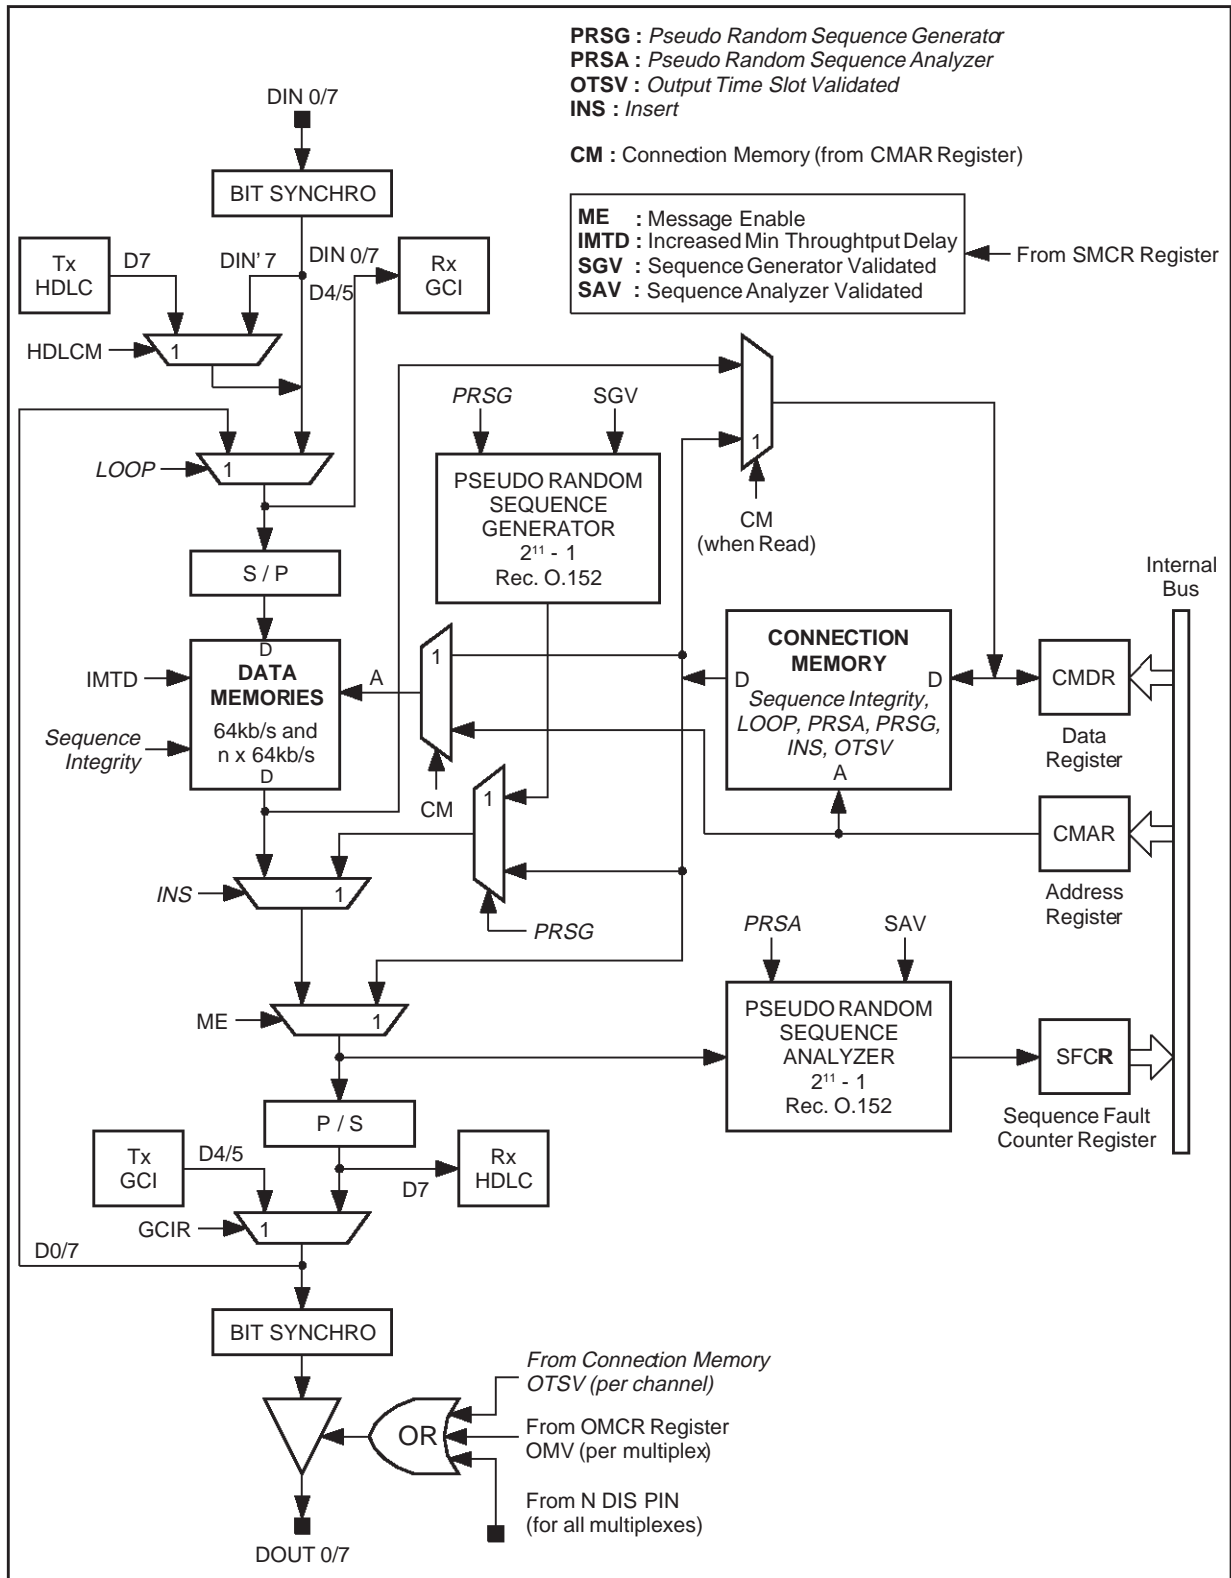 PRSG : Pseudo Random Sequence Generator
PRSA : Pseudo Random Sequence Analyzer
OTSV : Output Time Slot Validated
INS : Insert
CM : Connection Memory (from CMAR Register)
ME : Message Enable
IMTD : Increased Min Throughtput Delay
SGV : Sequence Generator Validated
SAV : Sequence Analyzer Validated
From SMCR Register
DIN 0/7
BIT SYNCHRO
Tx
HDLC
D7
DIN' 7
DIN 0/7
D4/5
Rx
GCI
HDLCM
1
LOOP
1
PRSG
SGV
PSEUDO RANDOM
SEQUENCE
GENERATOR
2¹¹ - 1
Rec. O.152
1
CM
(when Read)
Internal
Bus
S / P
IMTD
Sequence
Integrity
D
DATA
MEMORIES
64kb/s and
n x 64kb/s
D
A
1
CM
CONNECTION
MEMORY
D
D
Sequence Integrity,
LOOP, PRSA, PRSG,
INS, OTSV
A
CMDR
Data
Register
CMAR
Address
Register
1
PRSG
INS
1
ME
1
PRSA
SAV
PSEUDO RANDOM
SEQUENCE
ANALYZER
2¹¹ - 1
Rec. O.152
SFCR
Sequence Fault
Counter Register
P / S
Tx
GCI
D4/5
D7
Rx
HDLC
GCIR
1
D0/7
BIT SYNCHRO
OR
From Connection Memory
OTSV (per channel)
From OMCR Register
OMV (per multiplex)
From N DIS PIN
(for all multiplexes)
DOUT 0/7